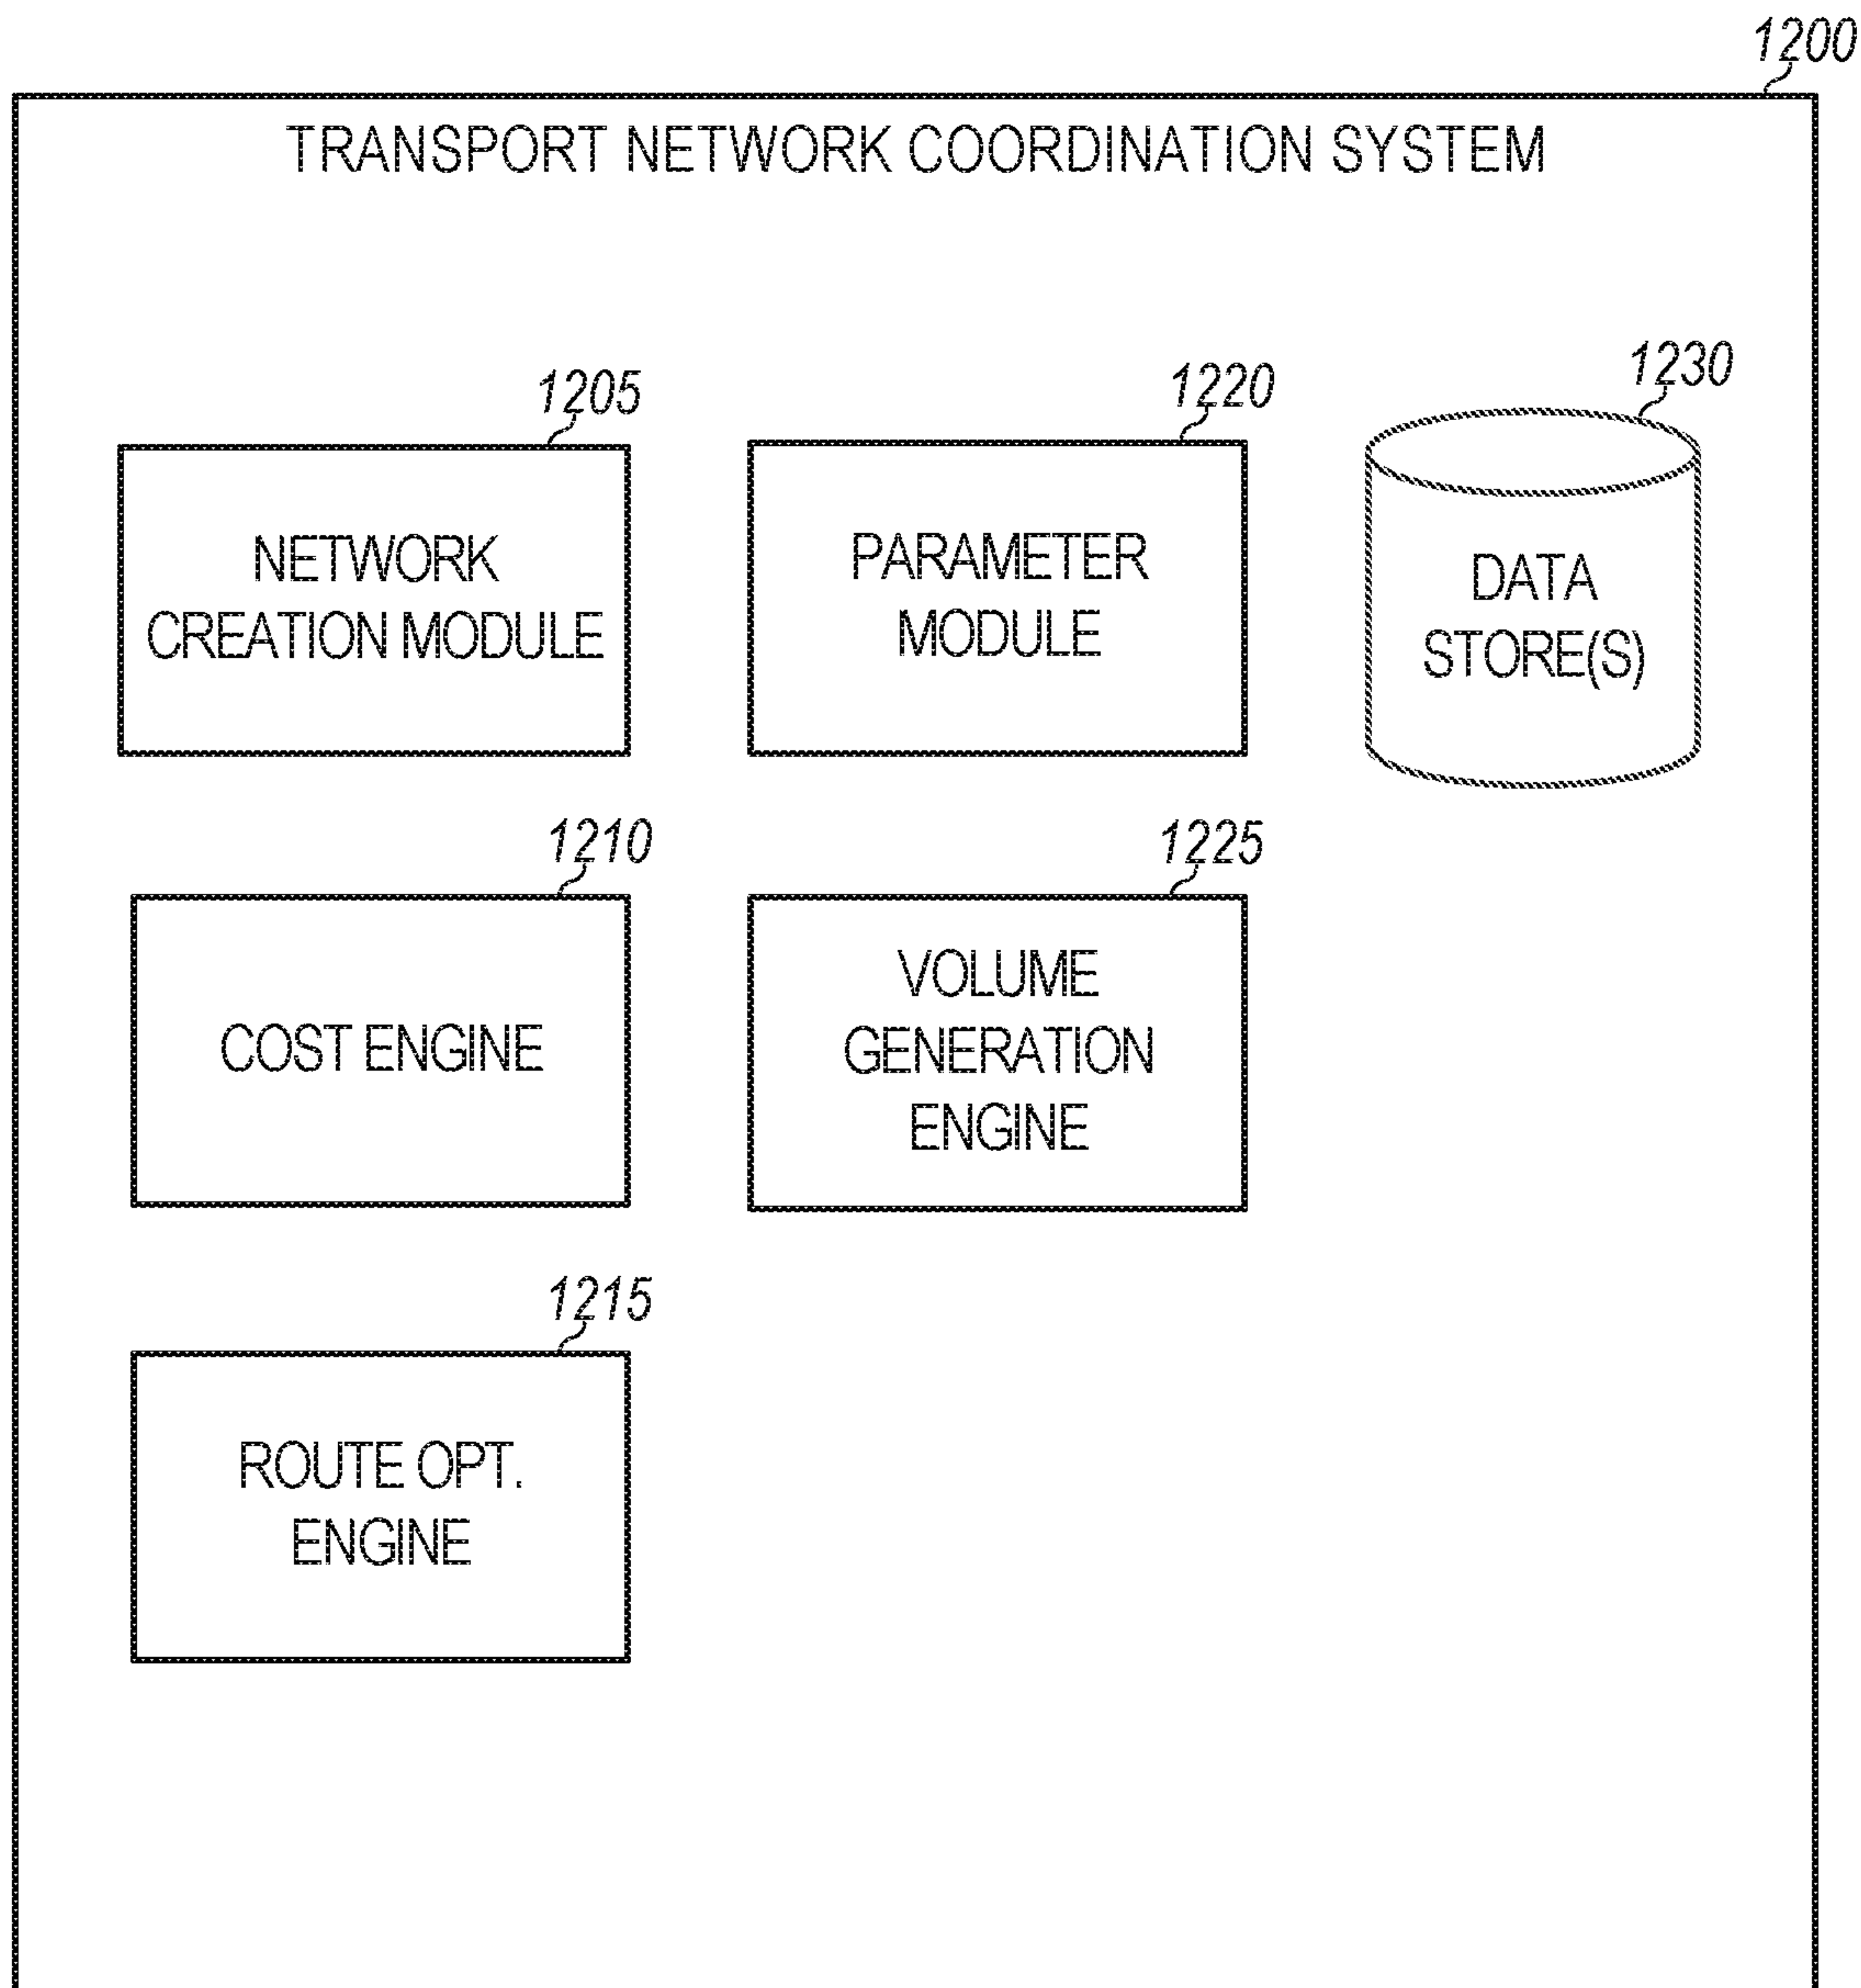 1200
TRANSPORT NETWORK COORDINATION SYSTEM
1205
NETWORK
CREATION MODULE
1220
PARAMETER
MODULE
1230
DATA
STORE(S)
1210
COST ENGINE
1225
VOLUME
GENERATION
ENGINE
1215
ROUTE OPT.
ENGINE